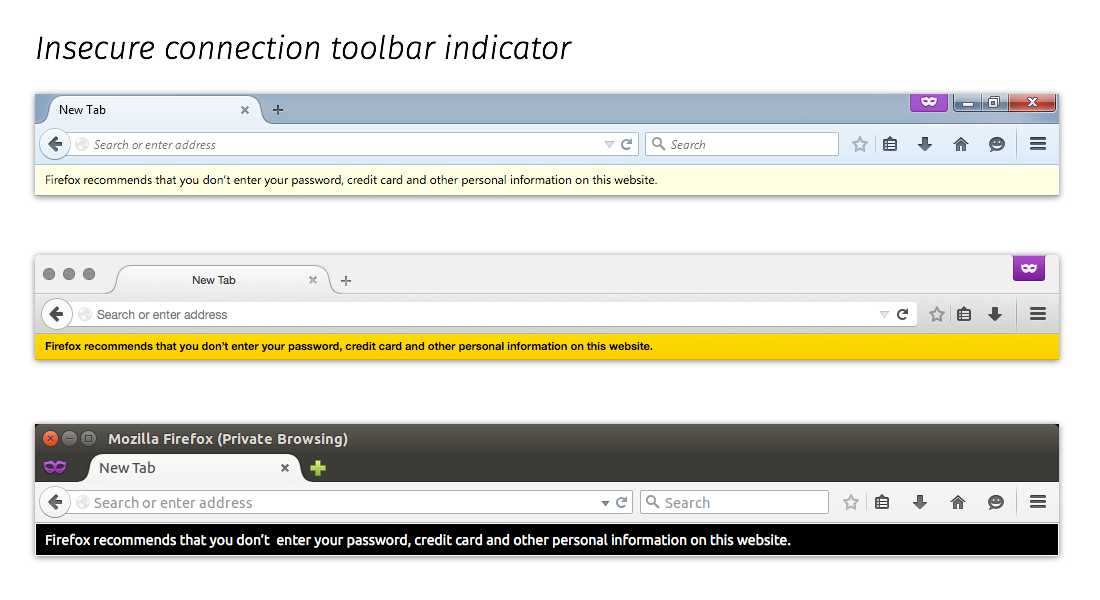 Insecure connection toolbar indicator
New Tab
Search or enter address
Search
Firefox recommends that you don't enter your password, credit card and other personal information on this website.
New Tab
Search or enter address
Firefox recommends that you don't enter your password, credit card and other personal information on this website.
Mozilla Firefox (Private Browsing)
New Tab
Search or enter address
Search
Firefox recommends that you don't  enter your password, credit card and other personal information on this website.